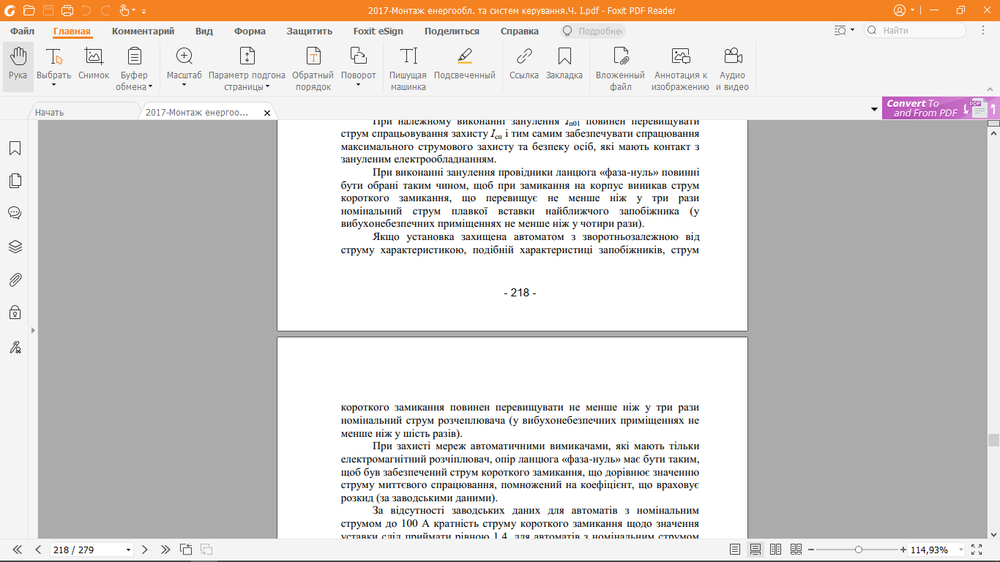 2017-Монтаж енергообл. та систем керування.Ч. І.pdf - Foxit PDF Reader
Файл Главная Комментарий Вид Форма Защитить Foxit eSign Поделиться Справка Подробнее Найти
Рука
Выбрать
Снимок
Буфер обмена
Масштаб
Параметр подгона страницы
Обратный порядок
Поворот
Пишущая машинка
Подсвеченный
Ссылка
Закладка
Вложенный файл
Аннотация к изображению
Аудио и видео
Начать
2017-Монтаж енергоо...
Convert To
and From PDF
PDF
При належному виконанні занулення Iп01 повинен перевищувати
струм спрацьовування захисту Iсп і тим самим забезпечувати спрацювання
максимального струмового захисту та безпеку осіб, які мають контакт з
зануленим електрообладнанням.
При виконанні занулення провідники ланцюга «фаза-нуль» повинні
бути обрані таким чином, щоб при замикання на корпус виникав струм
короткого замикання, що перевищує не менше ніж у три рази
номінальний струм плавкої вставки найближчого запобіжника (у
вибухонебезпечних приміщеннях не менше ніж у чотири рази).
Якщо установка захищена автоматом з зворотньозалежною від
струму характеристикою, подібній характеристиці запобіжників, струм
- 218 -
короткого замикання повинен перевищувати не менше ніж у три рази
номінальний струм розчеплювача (у вибухонебезпечних приміщеннях не
менше ніж у шість разів).
При захисті мереж автоматичними вимикачами, які мають тільки
електромагнітний розчіплювач, опір ланцюга «фаза-нуль» має бути таким,
щоб був забезпечений струм короткого замикання, що дорівнює значенню
струму миттєвого спрацювання, помножений на коефіцієнт, що враховує
розкид (за заводськими даними).
За відсутності заводських даних для автоматів з номінальним
струмом до 100 А кратність струму короткого замикання щодо значення
уставки слід приймати рівною 1,4, для автоматів з номінальним струмом
218 / 279
114,93%